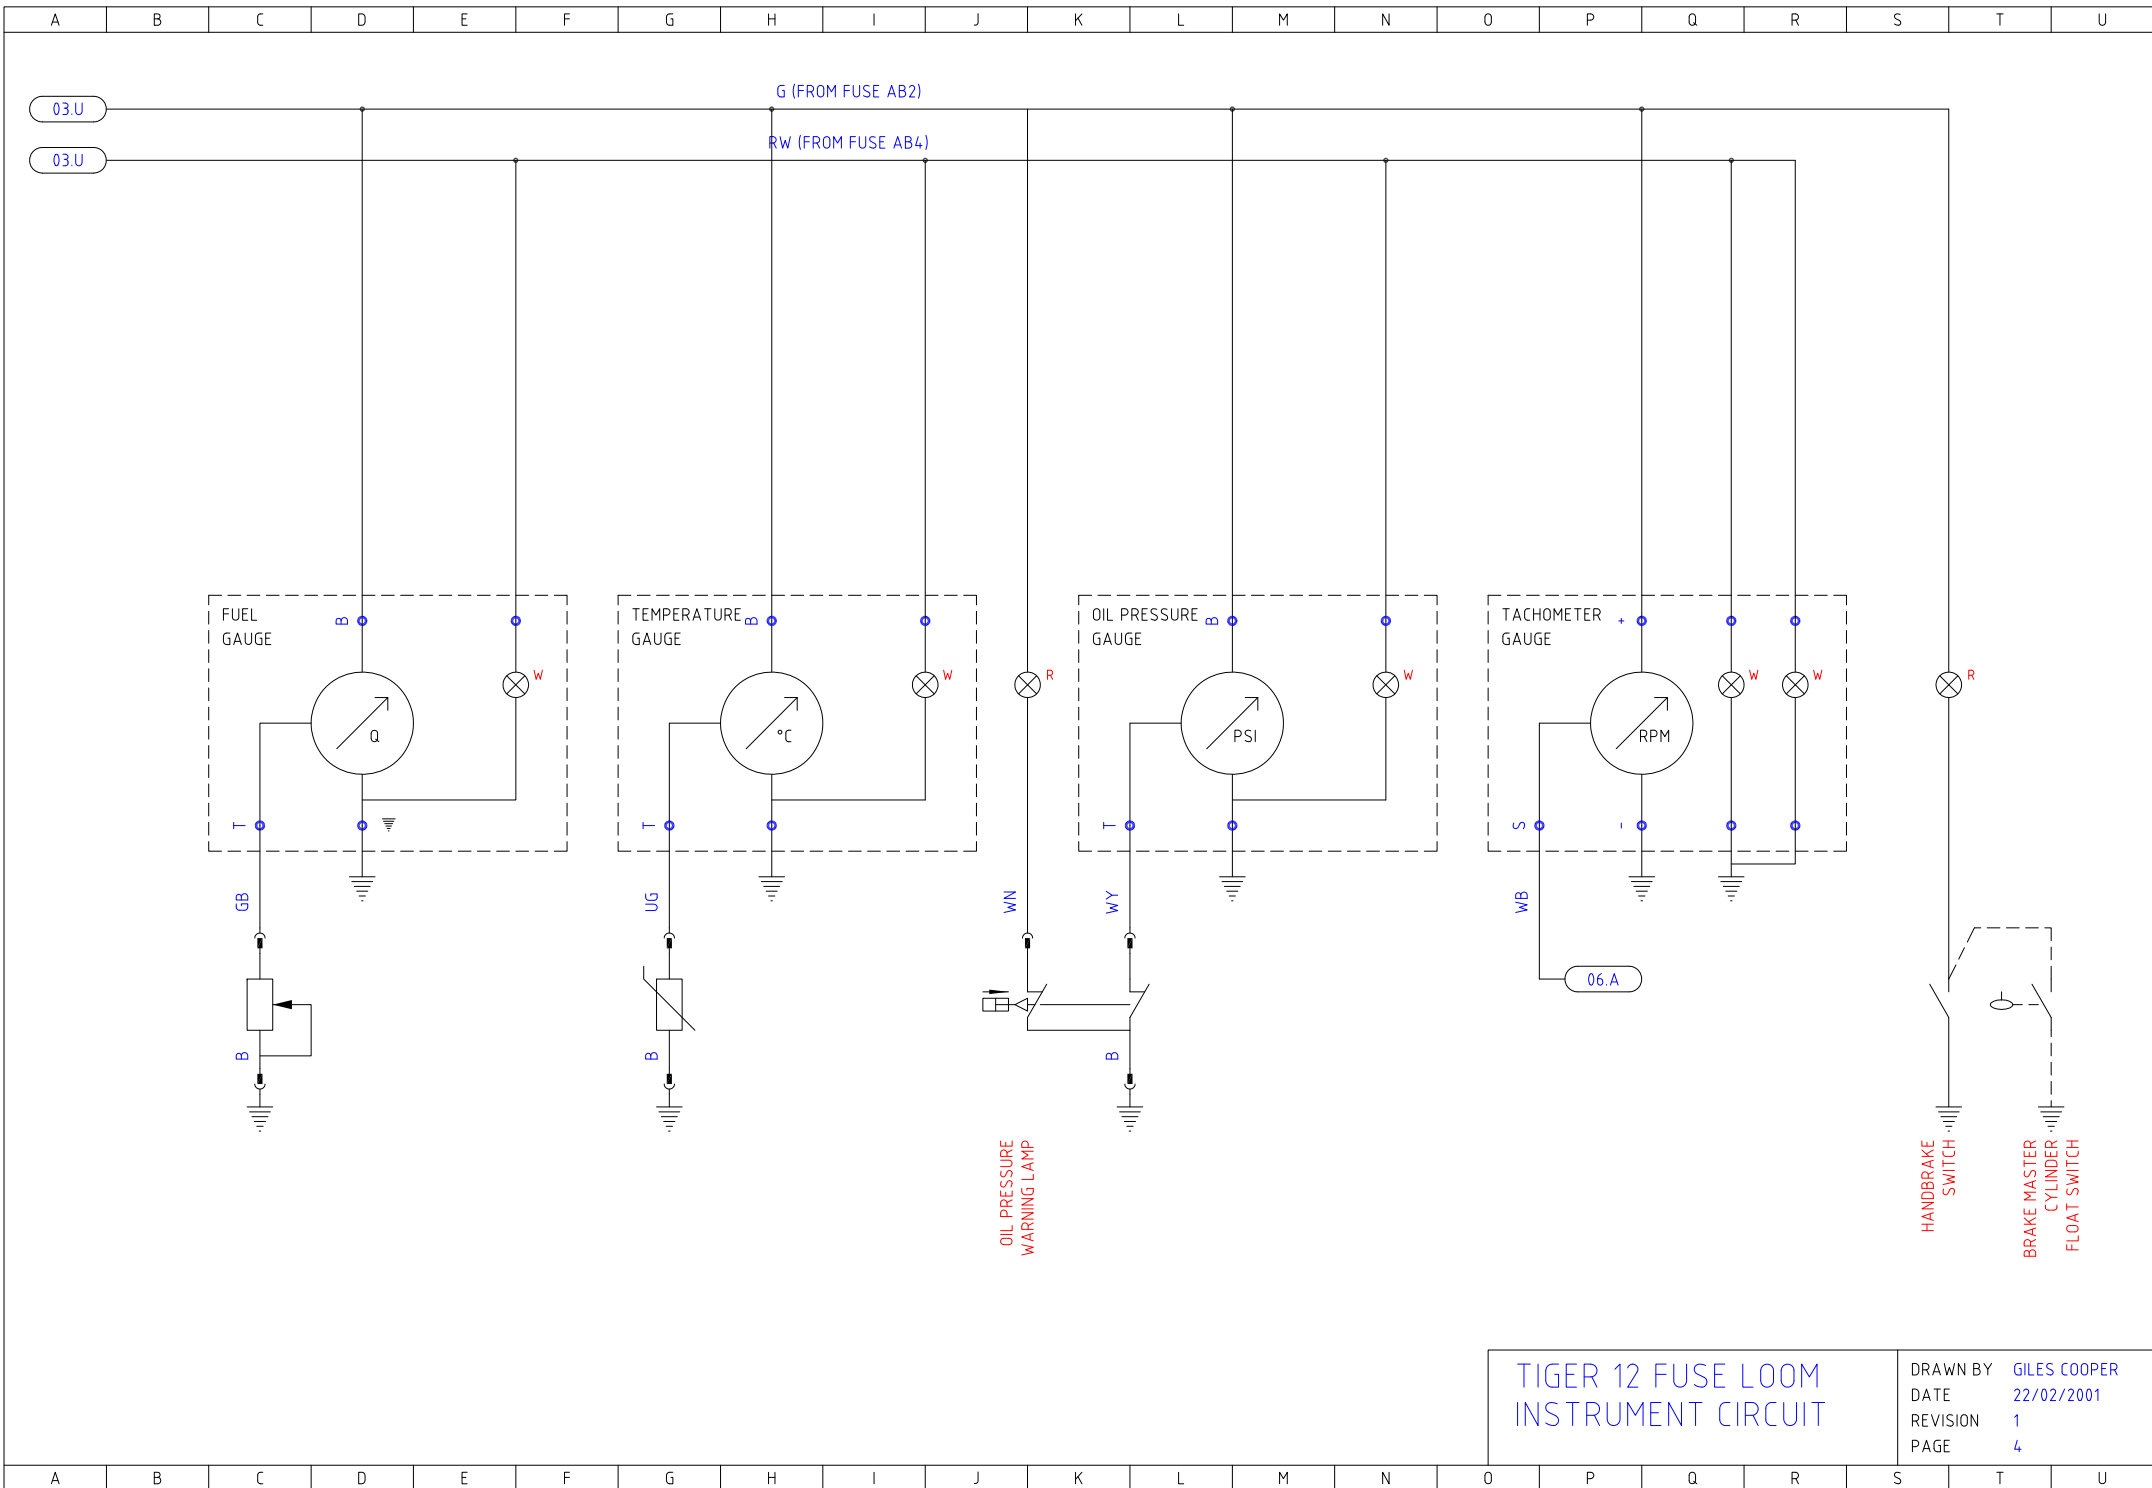 A B C D E F G H I J K L M N O P Q R S T U
G (FROM FUSE AB2)
03.U
RW (FROM FUSE AB4)
03.U
FUEL
GAUGE
B
W
Q
T
GB
B
TEMPERATURE
GAUGE
B
W
°C
T
UG
B
R
WN
OIL PRESSURE
WARNING LAMP
OIL PRESSURE
GAUGE
B
W
PSI
T
WY
B
TACHOMETER
GAUGE
+
W
W
RPM
S
-
WB
06.A
R
HANDBRAKE
SWITCH
BRAKE MASTER
CYLINDER
FLOAT SWITCH
TIGER 12 FUSE LOOM
INSTRUMENT CIRCUIT
DRAWN BY GILES COOPER
DATE 22/02/2001
REVISION 1
PAGE 4
A B C D E F G H I J K L M N O P Q R S T U